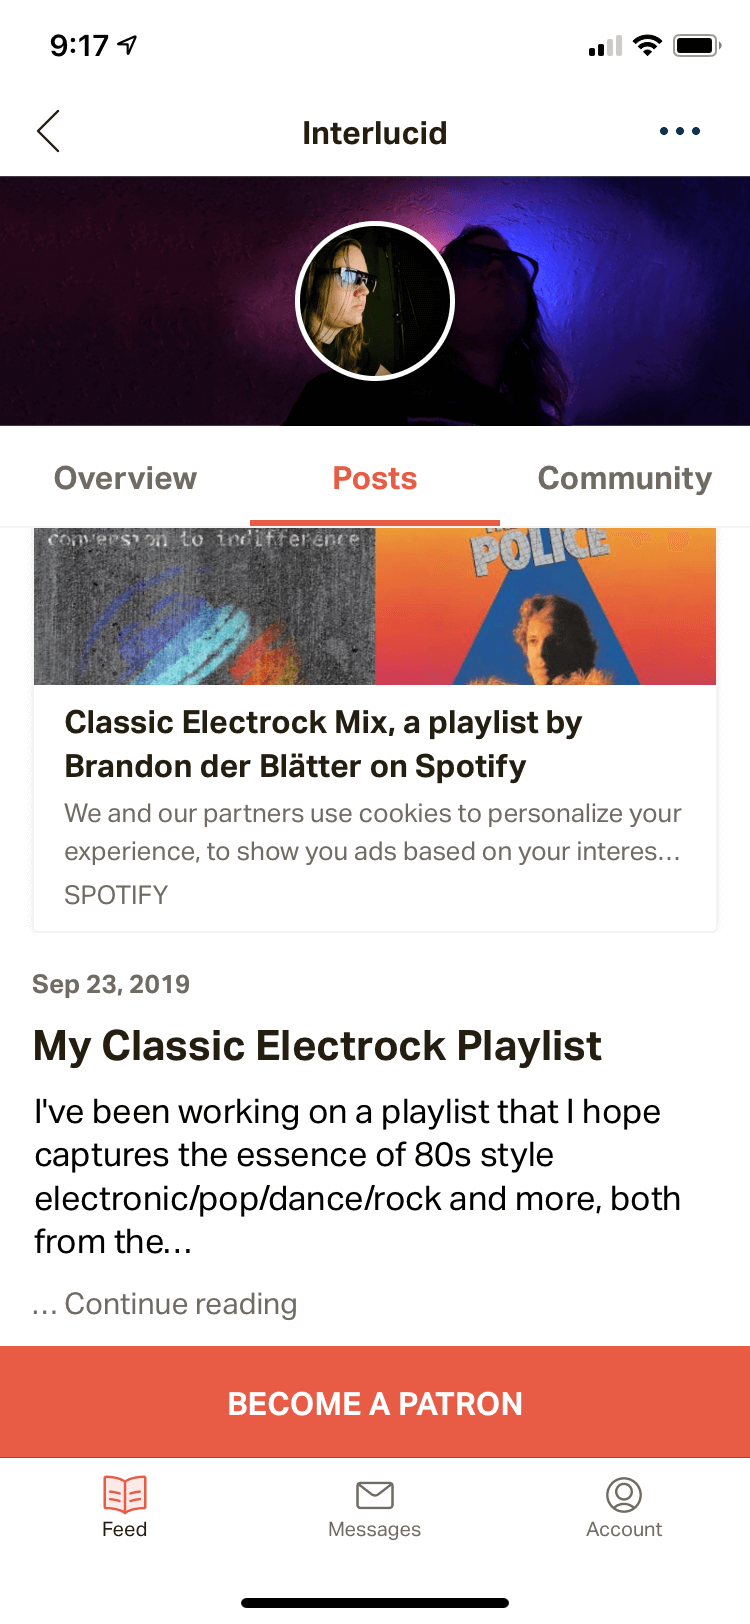 9:17
Interlucid
Overview
Posts
Community
conversion to indifference
POLICE
Classic Electrock Mix, a playlist by
Brandon der Blätter on Spotify
We and our partners use cookies to personalize your
experience, to show you ads based on your interes...
SPOTIFY
Sep 23, 2019
My Classic Electrock Playlist
I've been working on a playlist that I hope
captures the essence of 80s style
electronic/pop/dance/rock and more, both
from the...
... Continue reading
BECOME A PATRON
Feed
Messages
Account